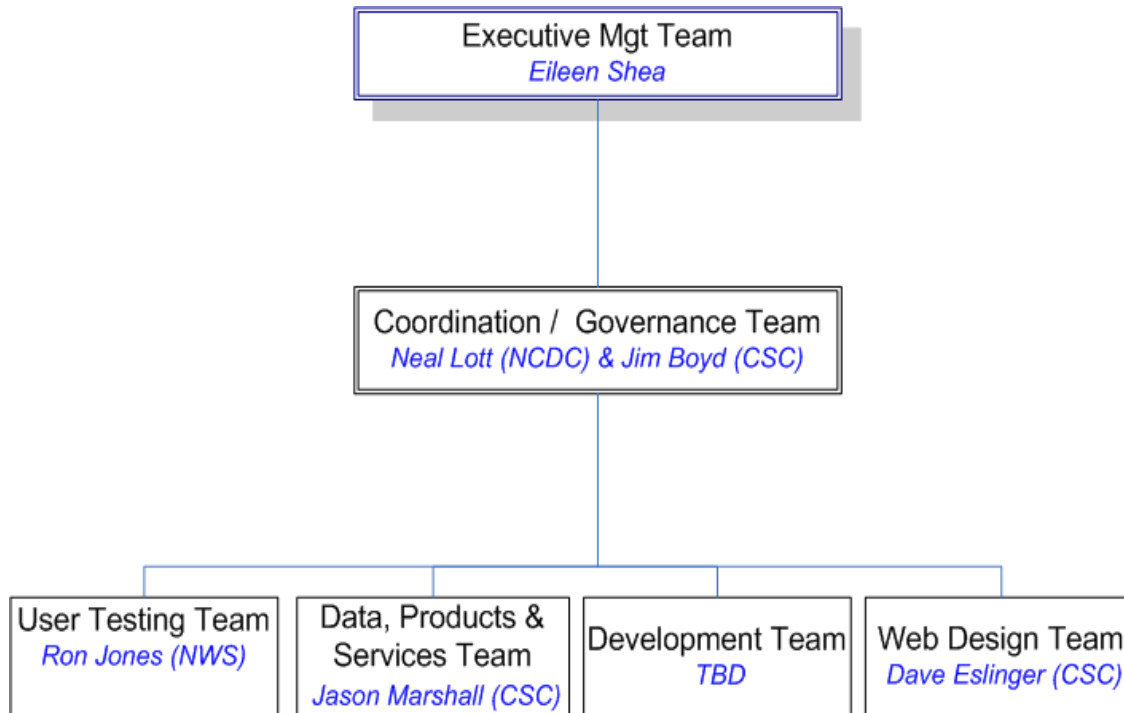 Executive Mgt Team
Eileen Shea
Coordination / Governance Team
Neal Lott (NCDC) & Jim Boyd (CSC)
User Testing Team
Ron Jones (NWS)
Data, Products &
Services Team
Jason Marshall (CSC)
Development Team
TBD
Web Design Team
Dave Eslinger (CSC)